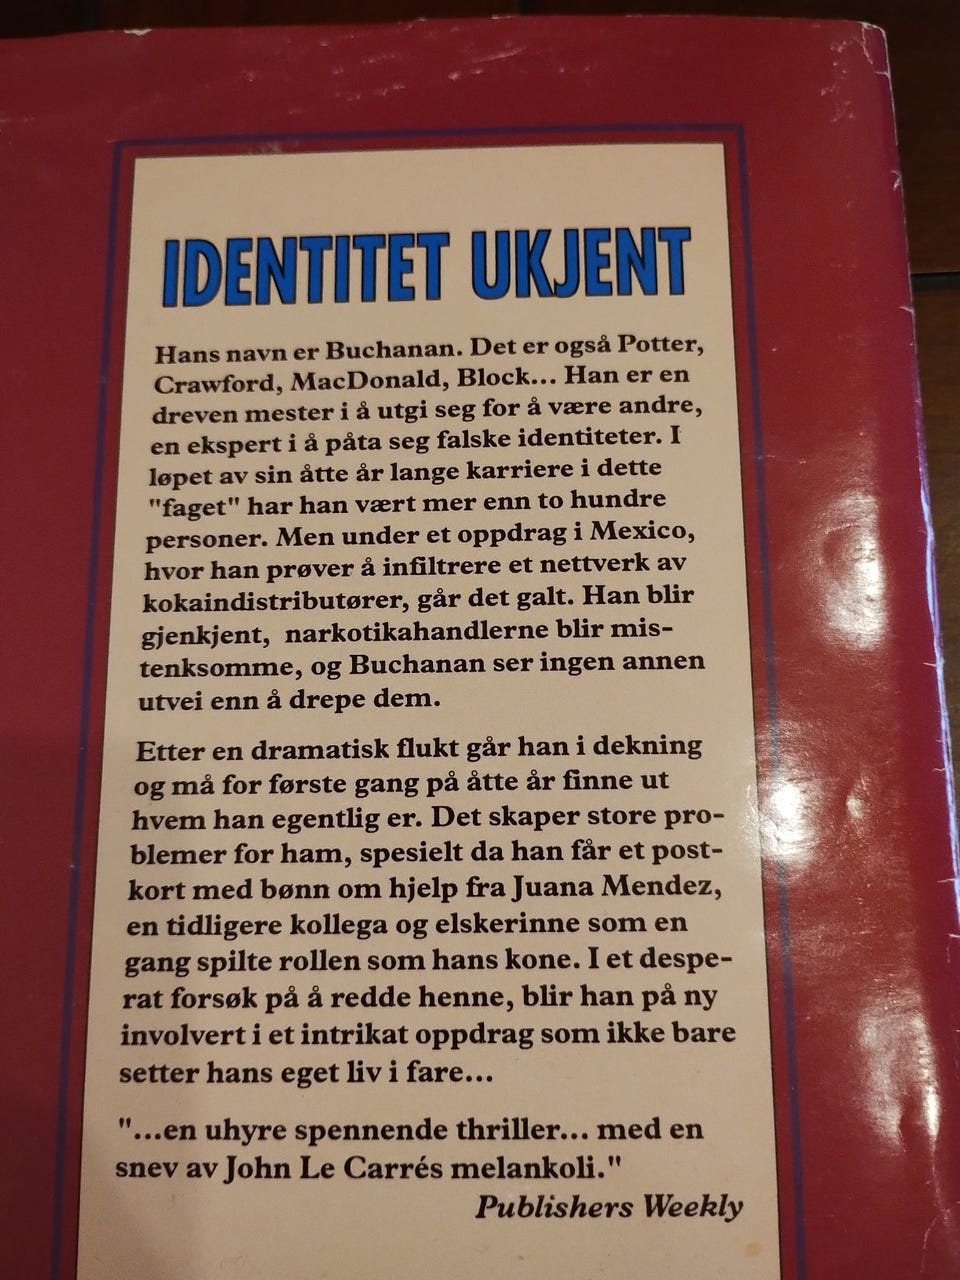 IDENTITET UKJENT
Hans navn er Buchanan. Det er også Potter,
Crawford, MacDonald, Block... Han er en
dreven mester i å utgi seg for å være andre,
en ekspert i å påta seg falske identiteter. I
løpet av sin åtte år lange karriere i dette
"faget" har han vært mer enn to hundre
personer. Men under et oppdrag i Mexico,
hvor han prøver å infiltrere et nettverk av
kokaindistributører, går det galt. Han blir
gjenkjent, narkotikahandlerne blir mis-
tenksomme, og Buchanan ser ingen annen
utvei enn å drepe dem.
Etter en dramatisk flukt går han i dekning
og må for første gang på åtte år finne ut
hvem han egentlig er. Det skaper store pro-
blemer for ham, spesielt da han får et post-
kort med bønn om hjelp fra Juana Mendez,
en tidligere kollega og elskerinne som en
gang spilte rollen som hans kone. I et despe-
rat forsøk på å redde henne, blir han på ny
involvert i et intrikat oppdrag som ikke bare
setter hans eget liv i fare...
"...en uhyre spennende thriller... med en
snev av John Le Carrés melankoli."
Publishers Weekly